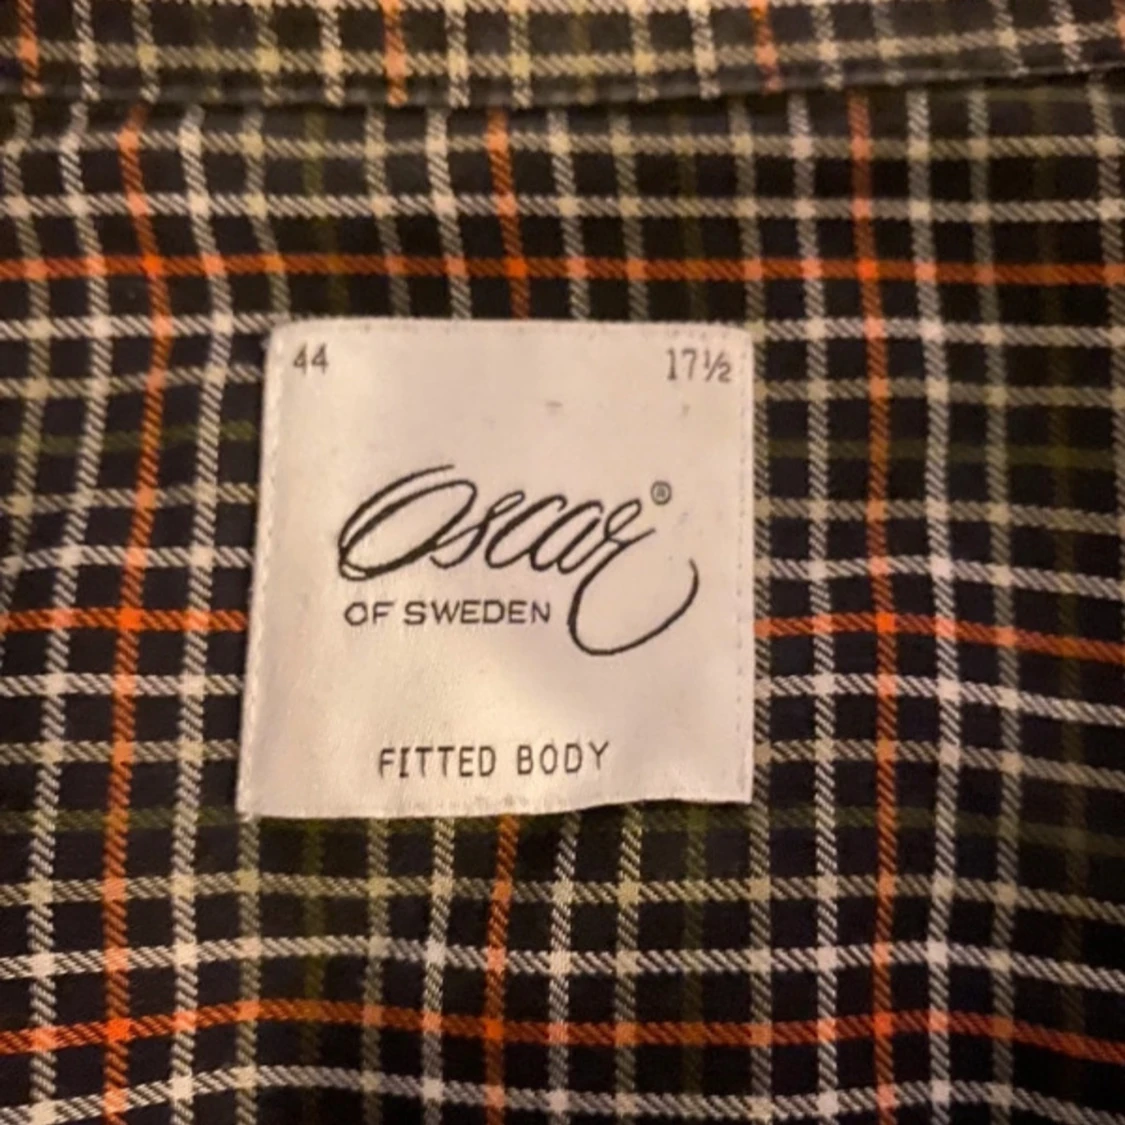 44 17½
Oscar®
OF SWEDEN
FITTED BODY